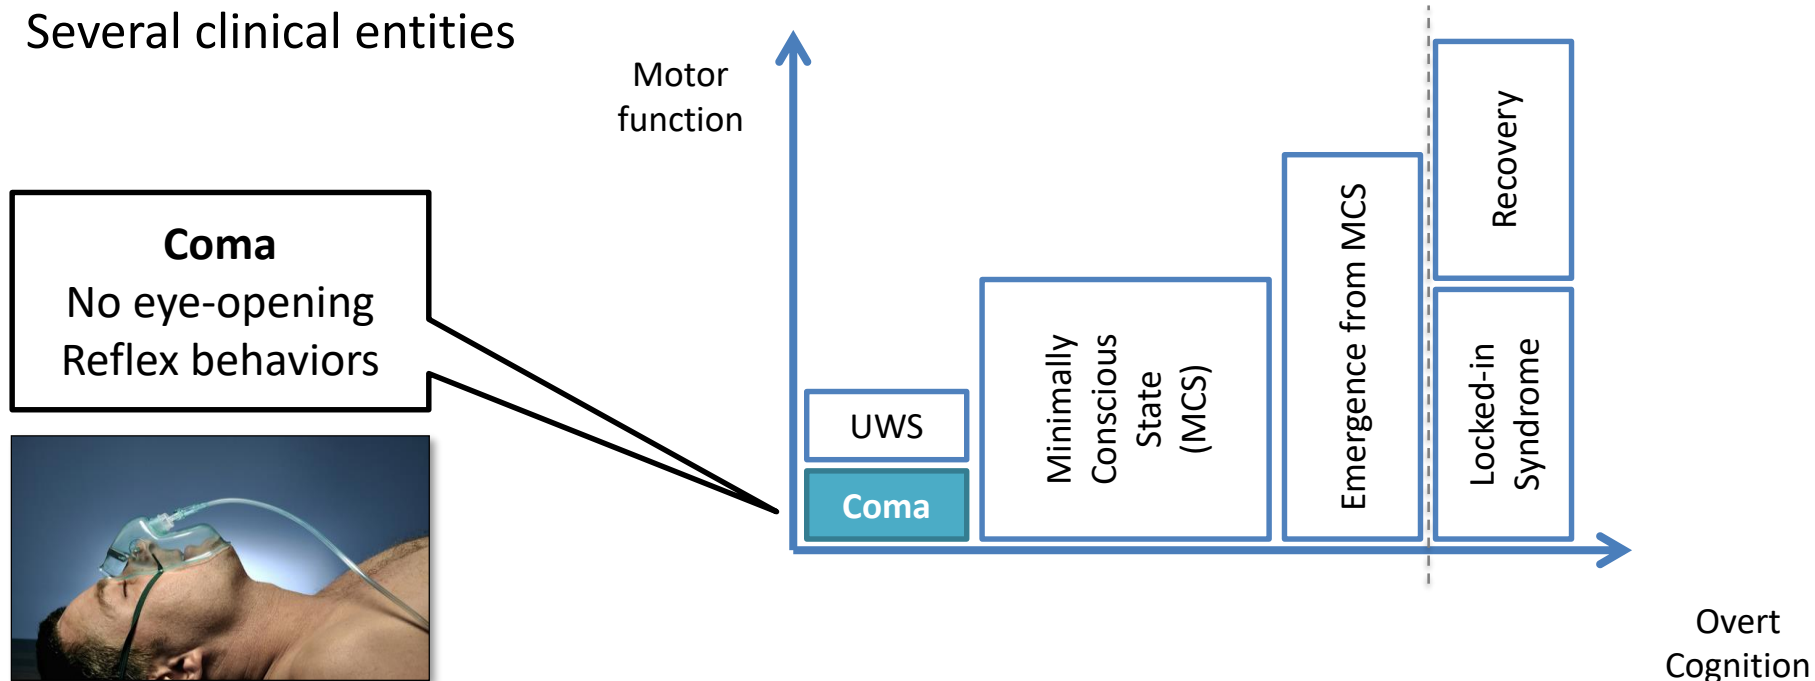 Several clinical entities
Motor
function
Coma
No eye-opening
Reflex behaviors
UWS
Coma
Minimally
Conscious
State
(MCS)
Emergence from MCS
Recovery
Locked-in
Syndrome
Overt
Cognition